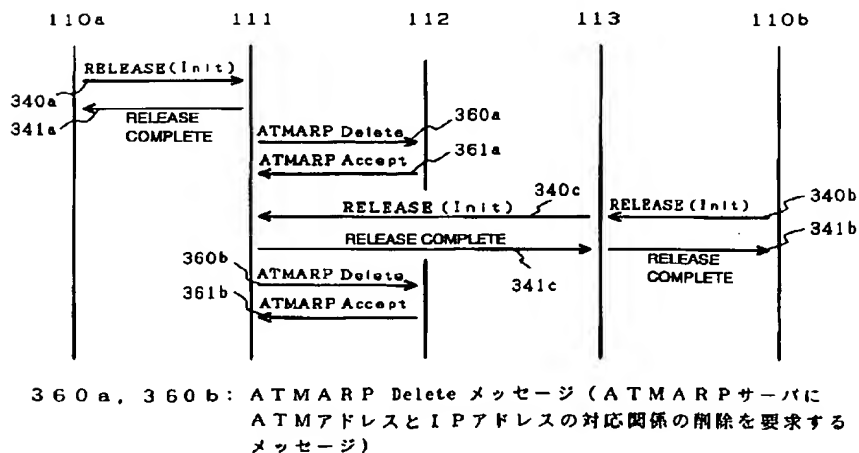 110a 111 112 113 110b
RELEASE(Init)
340a
341a
RELEASE
COMPLETE
ATMARP Delete
360a
ATMARP Accept
361a
340c
RELEASE(Init)
RELEASE(Init)
340b
RELEASE COMPLETE
341b
RELEASE
COMPLETE
360b
ATMARP Delete
341c
361b
ATMARP Accept
360a, 360b: ATMARP Delete メッセージ(ATMARPサーバに
ATMアドレスとIPアドレスの対応関係の削除を要求する
メッセージ)